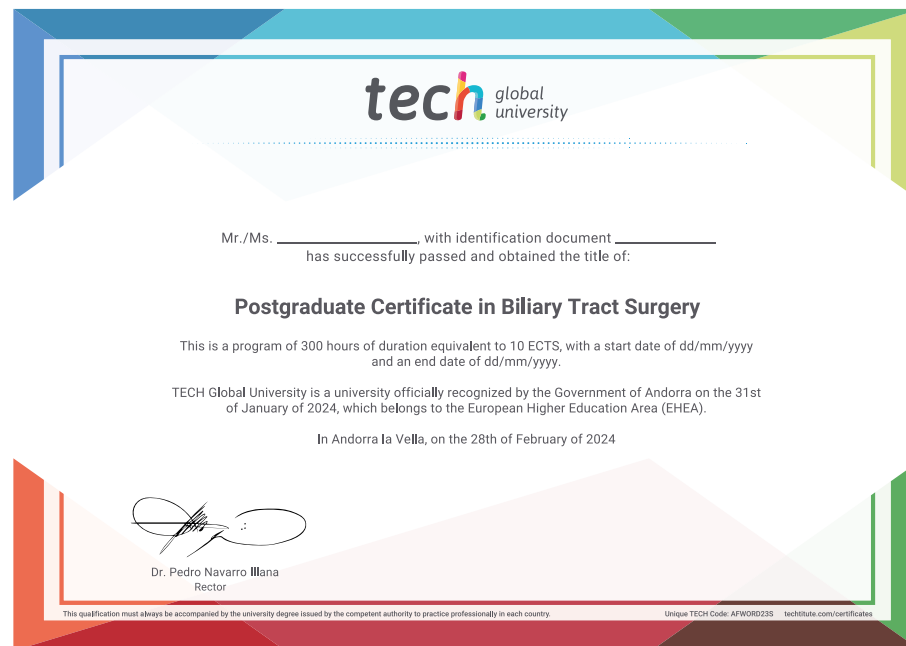 tech global university
Mr./Ms. ____________, with identification document ____________
has successfully passed and obtained the title of:
Postgraduate Certificate in Biliary Tract Surgery
This is a program of 300 hours of duration equivalent to 10 ECTS, with a start date of dd/mm/yyyy
and an end date of dd/mm/yyyy.
TECH Global University is a university officially recognized by the Government of Andorra on the 31st
of January of 2024, which belongs to the European Higher Education Area (EHEA).
In Andorra la Vella, on the 28th of February of 2024
Dr. Pedro Navarro Illana
Rector
This qualification must always be accompanied by the university degree issued by the competent authority to practice professionally in each country. Unique TECH Code: AFWORD23S techtitute.com/certificates